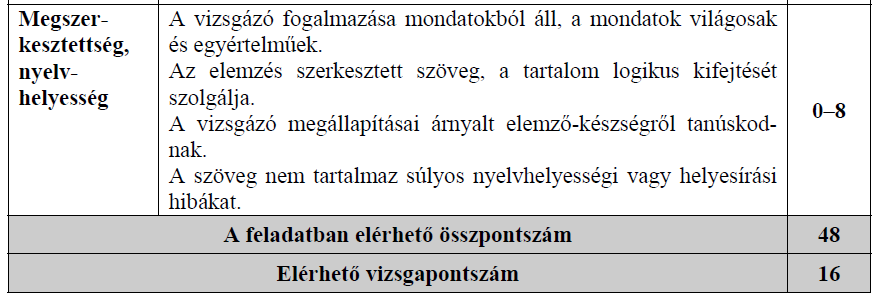 Megszer-
kesztettség,
nyelv-
helyesség
A vizsgázó fogalmazása mondatokból áll, a mondatok világosak
és egyértelműek.
Az elemzés szerkesztett szöveg, a tartalom logikus kifejtését
szolgálja.
A vizsgázó megállapításai árnyalt elemző-készségről tanúskod-
nak.
A szöveg nem tartalmaz súlyos nyelvhelyességi vagy helyesírási
hibákat.
0–8
A feladatban elérhető összpontszám 48
Elérhető vizsgapontszám 16